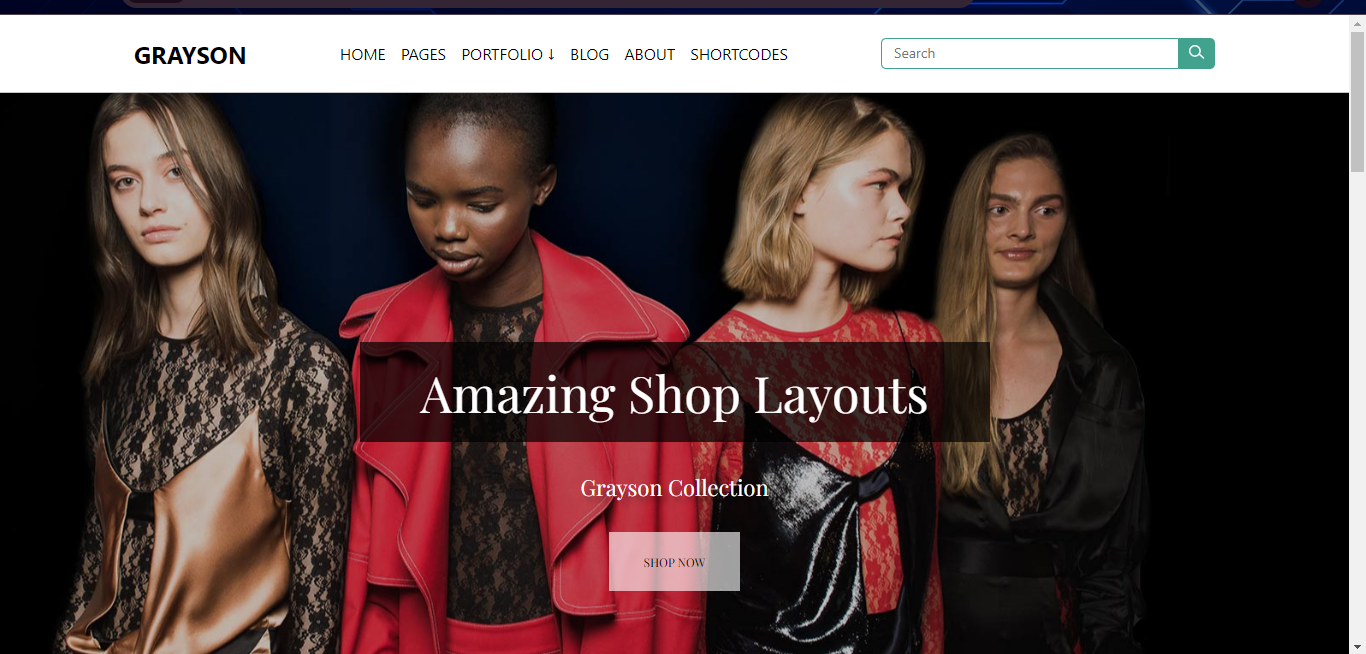 GRAYSON
HOME PAGES PORTFOLIO ↓ BLOG ABOUT SHORTCODES
Search
Amazing Shop Layouts
Grayson Collection
SHOP NOW